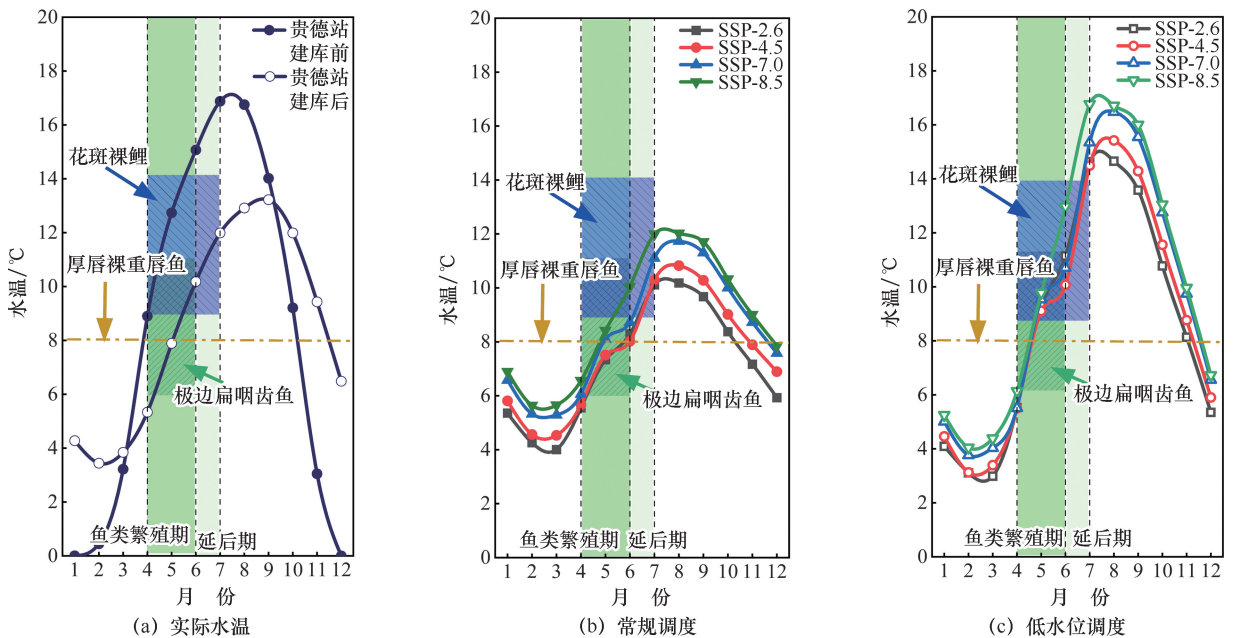 20
18
16
14
12
10
8
6
4
2
0
水温/℃
贵德站
建库前
贵德站
建库后
花斑裸鲤
厚唇裸重唇鱼
极边扁咽齿鱼
鱼类繁殖期
延后期
1 2 3 4 5 6 7 8 9 10 11 12
月 份
(a) 实际水温
20
18
16
14
12
10
8
6
4
2
0
水温/℃
SSP-2.6
SSP-4.5
SSP-7.0
SSP-8.5
花斑裸鲤
厚唇裸重唇鱼
极边扁咽齿鱼
鱼类繁殖期
延后期
1 2 3 4 5 6 7 8 9 10 11 12
月 份
(b) 常规调度
20
18
16
14
12
10
8
6
4
2
0
水温/℃
SSP-2.6
SSP-4.5
SSP-7.0
SSP-8.5
花斑裸鲤
厚唇裸重唇鱼
极边扁咽齿鱼
鱼类繁殖期
延后期
1 2 3 4 5 6 7 8 9 10 11 12
月 份
(c) 低水位调度